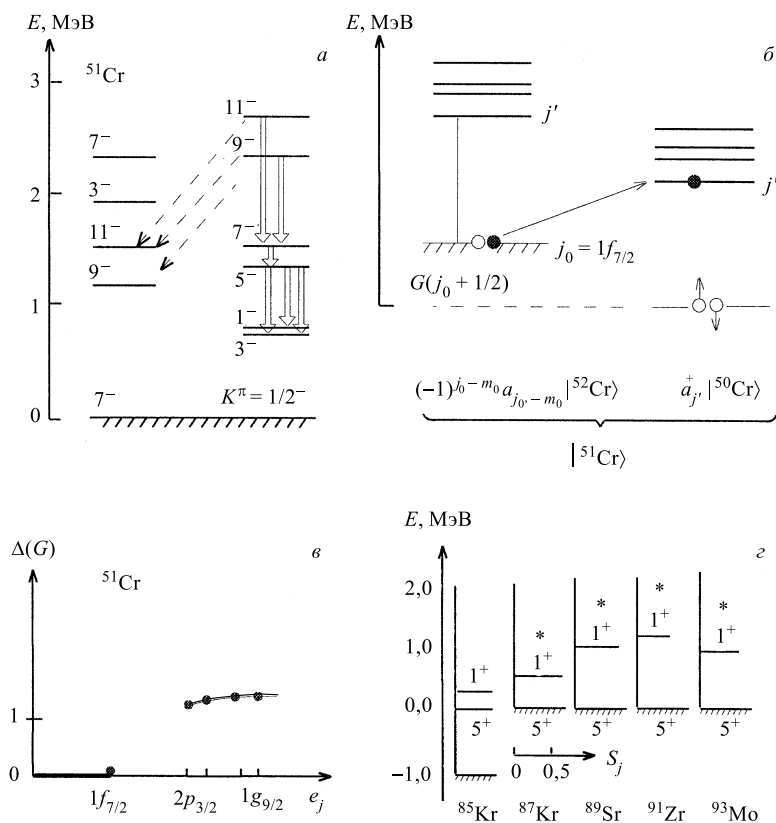 E, МэВ
а
⁵¹Cr
3
2
1
0
7⁻
3⁻
11⁻
9⁻
7⁻
11⁻
9⁻
7⁻
5⁻
1⁻
3⁻
K^π = 1/2⁻
E, МэВ
б
j′
j′
j₀ = 1f₇/₂
G(j₀ + 1/2)
(−1)^{j₀ − m₀} a_{j₀, − m₀} |⁵²Cr⟩
a⁺_{j′} |⁵⁰Cr⟩
|⁵¹Cr⟩
Δ(G)
в
⁵¹Cr
1
0
1f₇/₂
2p₃/₂
1g₉/₂
e_j
E, МэВ
г
2,0
1,0
0,0
−1,0
* * * *
1⁺ 1⁺ 1⁺ 1⁺ 1⁺
5⁺ 5⁺ 5⁺ 5⁺ 5⁺
0 0,5 S_j
⁸⁵Kr ⁸⁷Kr ⁸⁹Sr ⁹¹Zr ⁹³Mo